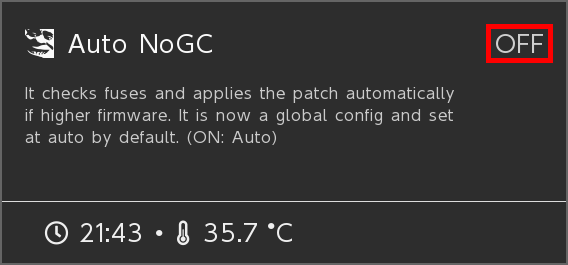 Auto NoGC
OFF
It checks fuses and applies the patch automatically
if higher firmware. It is now a global config and set
at auto by default. (ON: Auto)
21:43 • 35.7 °C